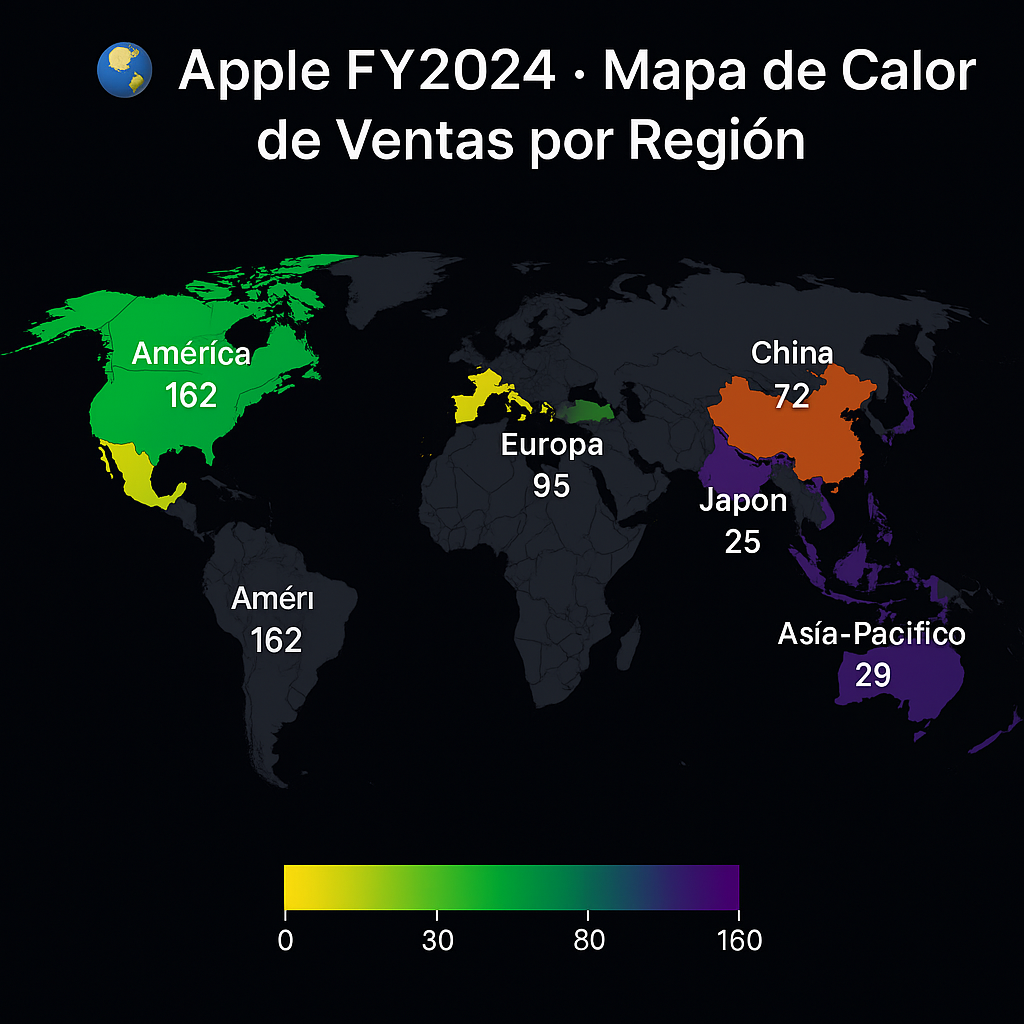 Apple FY2024 · Mapa de Calor
de Ventas por Región
América
162
China
72
Europa
95
Japon
25
Améri
162
Asía-Pacifico
29
0 30 80 160